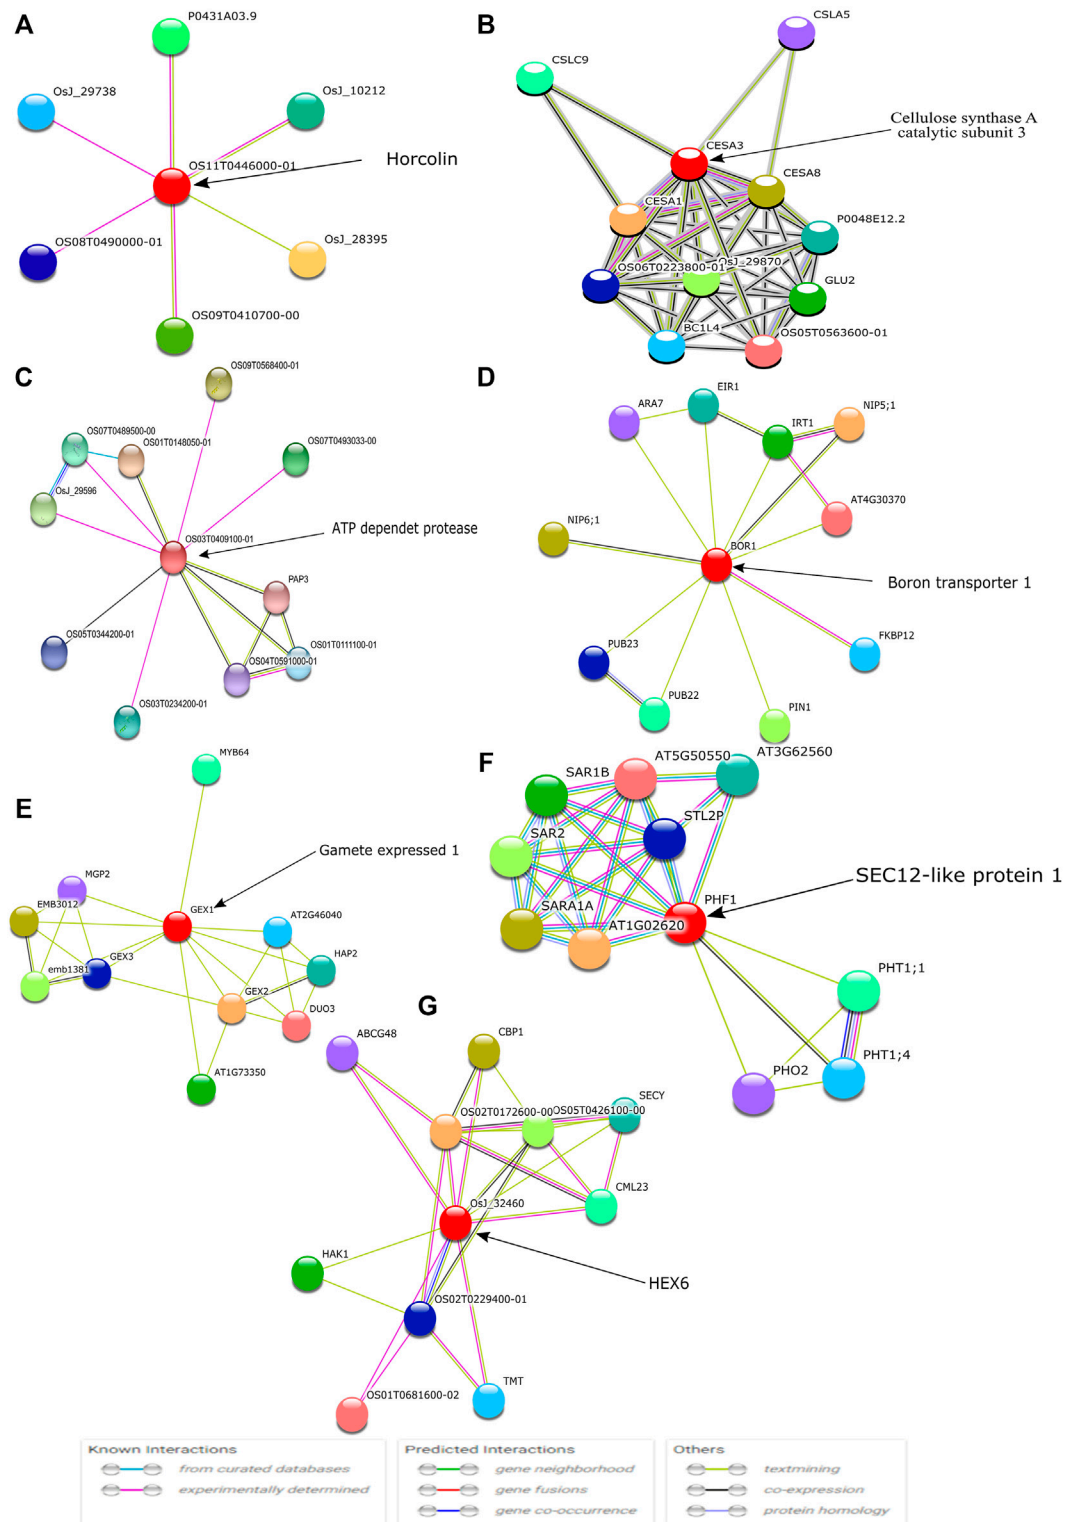 A
P0431A03.9
OsJ_29738
OsJ_10212
OS11T0446000-01
Horcolin
OS08T0490000-01
OsJ_28395
OS09T0410700-00
B
CSLA5
CSLC9
Cellulose synthase A
catalytic subunit 3
CESA3
CESA8
CESA1
P0048E12.2
OS06T0223800-01
OsJ_29870
GLU2
BC1L4
OS05T0563600-01
C
OS09T0568400-01
OS07T0489500-00
OS01T0148050-01
OS07T0493033-00
OsJ_29596
OS03T0409100-01
ATP dependet protease
PAP3
OS05T0344200-01
OS04T0591000-01
OS01T0111100-01
OS03T0234200-01
D
EIR1
ARA7
NIP5;1
IRT1
AT4G30370
NIP6;1
BOR1
Boron transporter 1
PUB23
FKBP12
PUB22
PIN1
E
MYB64
Gamete expressed 1
MGP2
EMB3012
GEX1
AT2G46040
GEX3
emb1381
HAP2
GEX2
DUO3
AT1G73350
F
AT3G62560
AT5G50550
SAR1B
STL2P
SAR2
SEC12-like protein 1
PHF1
SARA1A
AT1G02620
PHT1;1
PHO2
PHT1;4
G
ABCG48
CBP1
SECY
OS02T0172600-00
OS05T0426100-00
CML23
OsJ_32460
HAK1
HEX6
OS02T0229400-01
OS01T0681600-02
TMT
Known Interactions
from curated databases
experimentally determined
Predicted Interactions
gene neighborhood
gene fusions
gene co-occurrence
Others
textmining
co-expression
protein homology